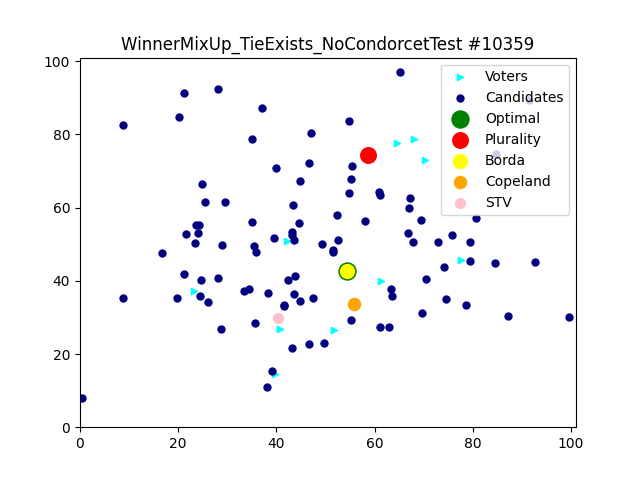 WinnerMixUp_TieExists_NoCondorcetTest #10359
100
80
60
40
20
0
0
20
40
60
80
100
Voters
Candidates
Optimal
Plurality
Borda
Copeland
STV